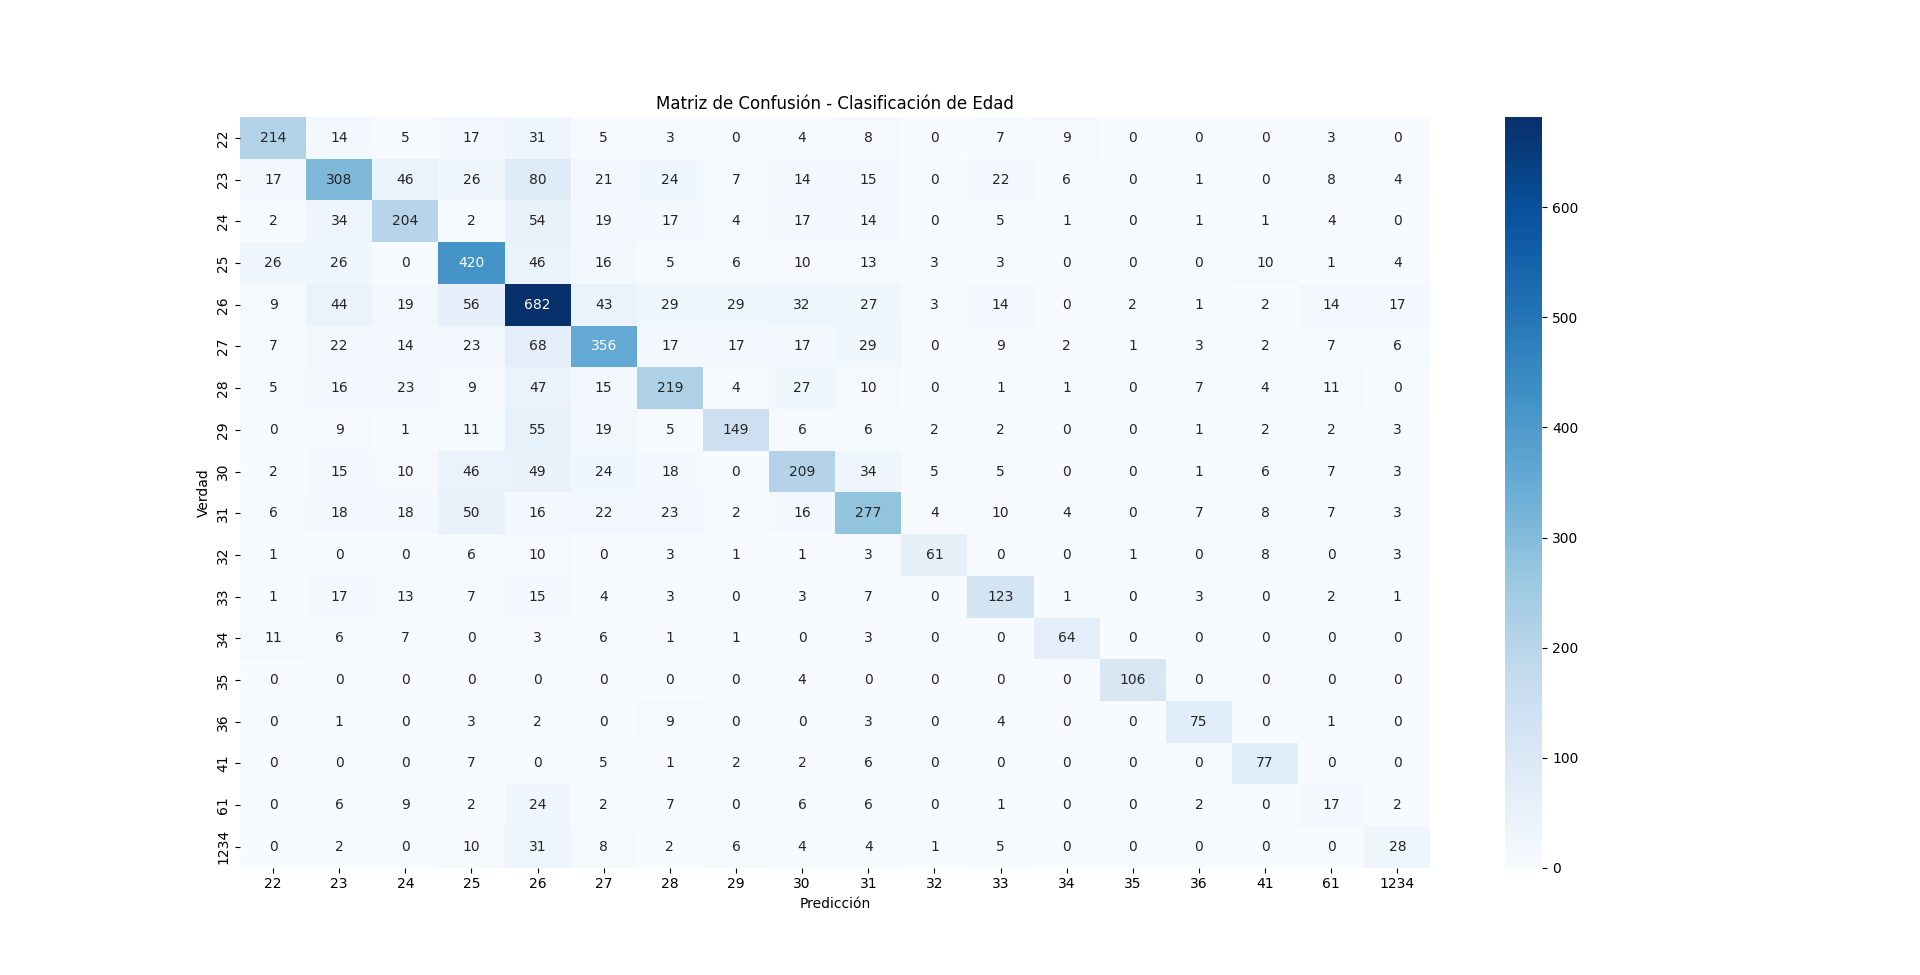 Matriz de Confusión - Clasificación de Edad
22 214 14 5 17 31 5 3 0 4 8 0 7 9 0 0 0 3 0
23 17 308 46 26 80 21 24 7 14 15 0 22 6 0 1 0 8 4
24 2 34 204 2 54 19 17 4 17 14 0 5 1 0 1 1 4 0
25 26 26 0 420 46 16 5 6 10 13 3 3 0 0 0 10 1 4
26 9 44 19 56 682 43 29 29 32 27 3 14 0 2 1 2 14 17
27 7 22 14 23 68 356 17 17 17 29 0 9 2 1 3 2 7 6
28 5 16 23 9 47 15 219 4 27 10 0 1 1 0 7 4 11 0
29 0 9 1 11 55 19 5 149 6 6 2 2 0 0 1 2 2 3
30 2 15 10 46 49 24 18 0 209 34 5 5 0 0 1 6 7 3
31 6 18 18 50 16 22 23 2 16 277 4 10 4 0 7 8 7 3
32 1 0 0 6 10 0 3 1 1 3 61 0 0 1 0 8 0 3
33 1 17 13 7 15 4 3 0 3 7 0 123 1 0 3 0 2 1
34 11 6 7 0 3 6 1 1 0 3 0 0 64 0 0 0 0 0
35 0 0 0 0 0 0 0 0 4 0 0 0 0 106 0 0 0 0
36 0 1 0 3 2 0 9 0 0 3 0 4 0 0 75 0 1 0
41 0 0 0 7 0 5 1 2 2 6 0 0 0 0 0 77 0 0
61 0 6 9 2 24 2 7 0 6 6 0 1 0 0 2 0 17 2
1234 0 2 0 10 31 8 2 6 4 4 1 5 0 0 0 0 0 28
22 23 24 25 26 27 28 29 30 31 32 33 34 35 36 41 61 1234
Predicción
Verdad
600
500
400
300
200
100
0